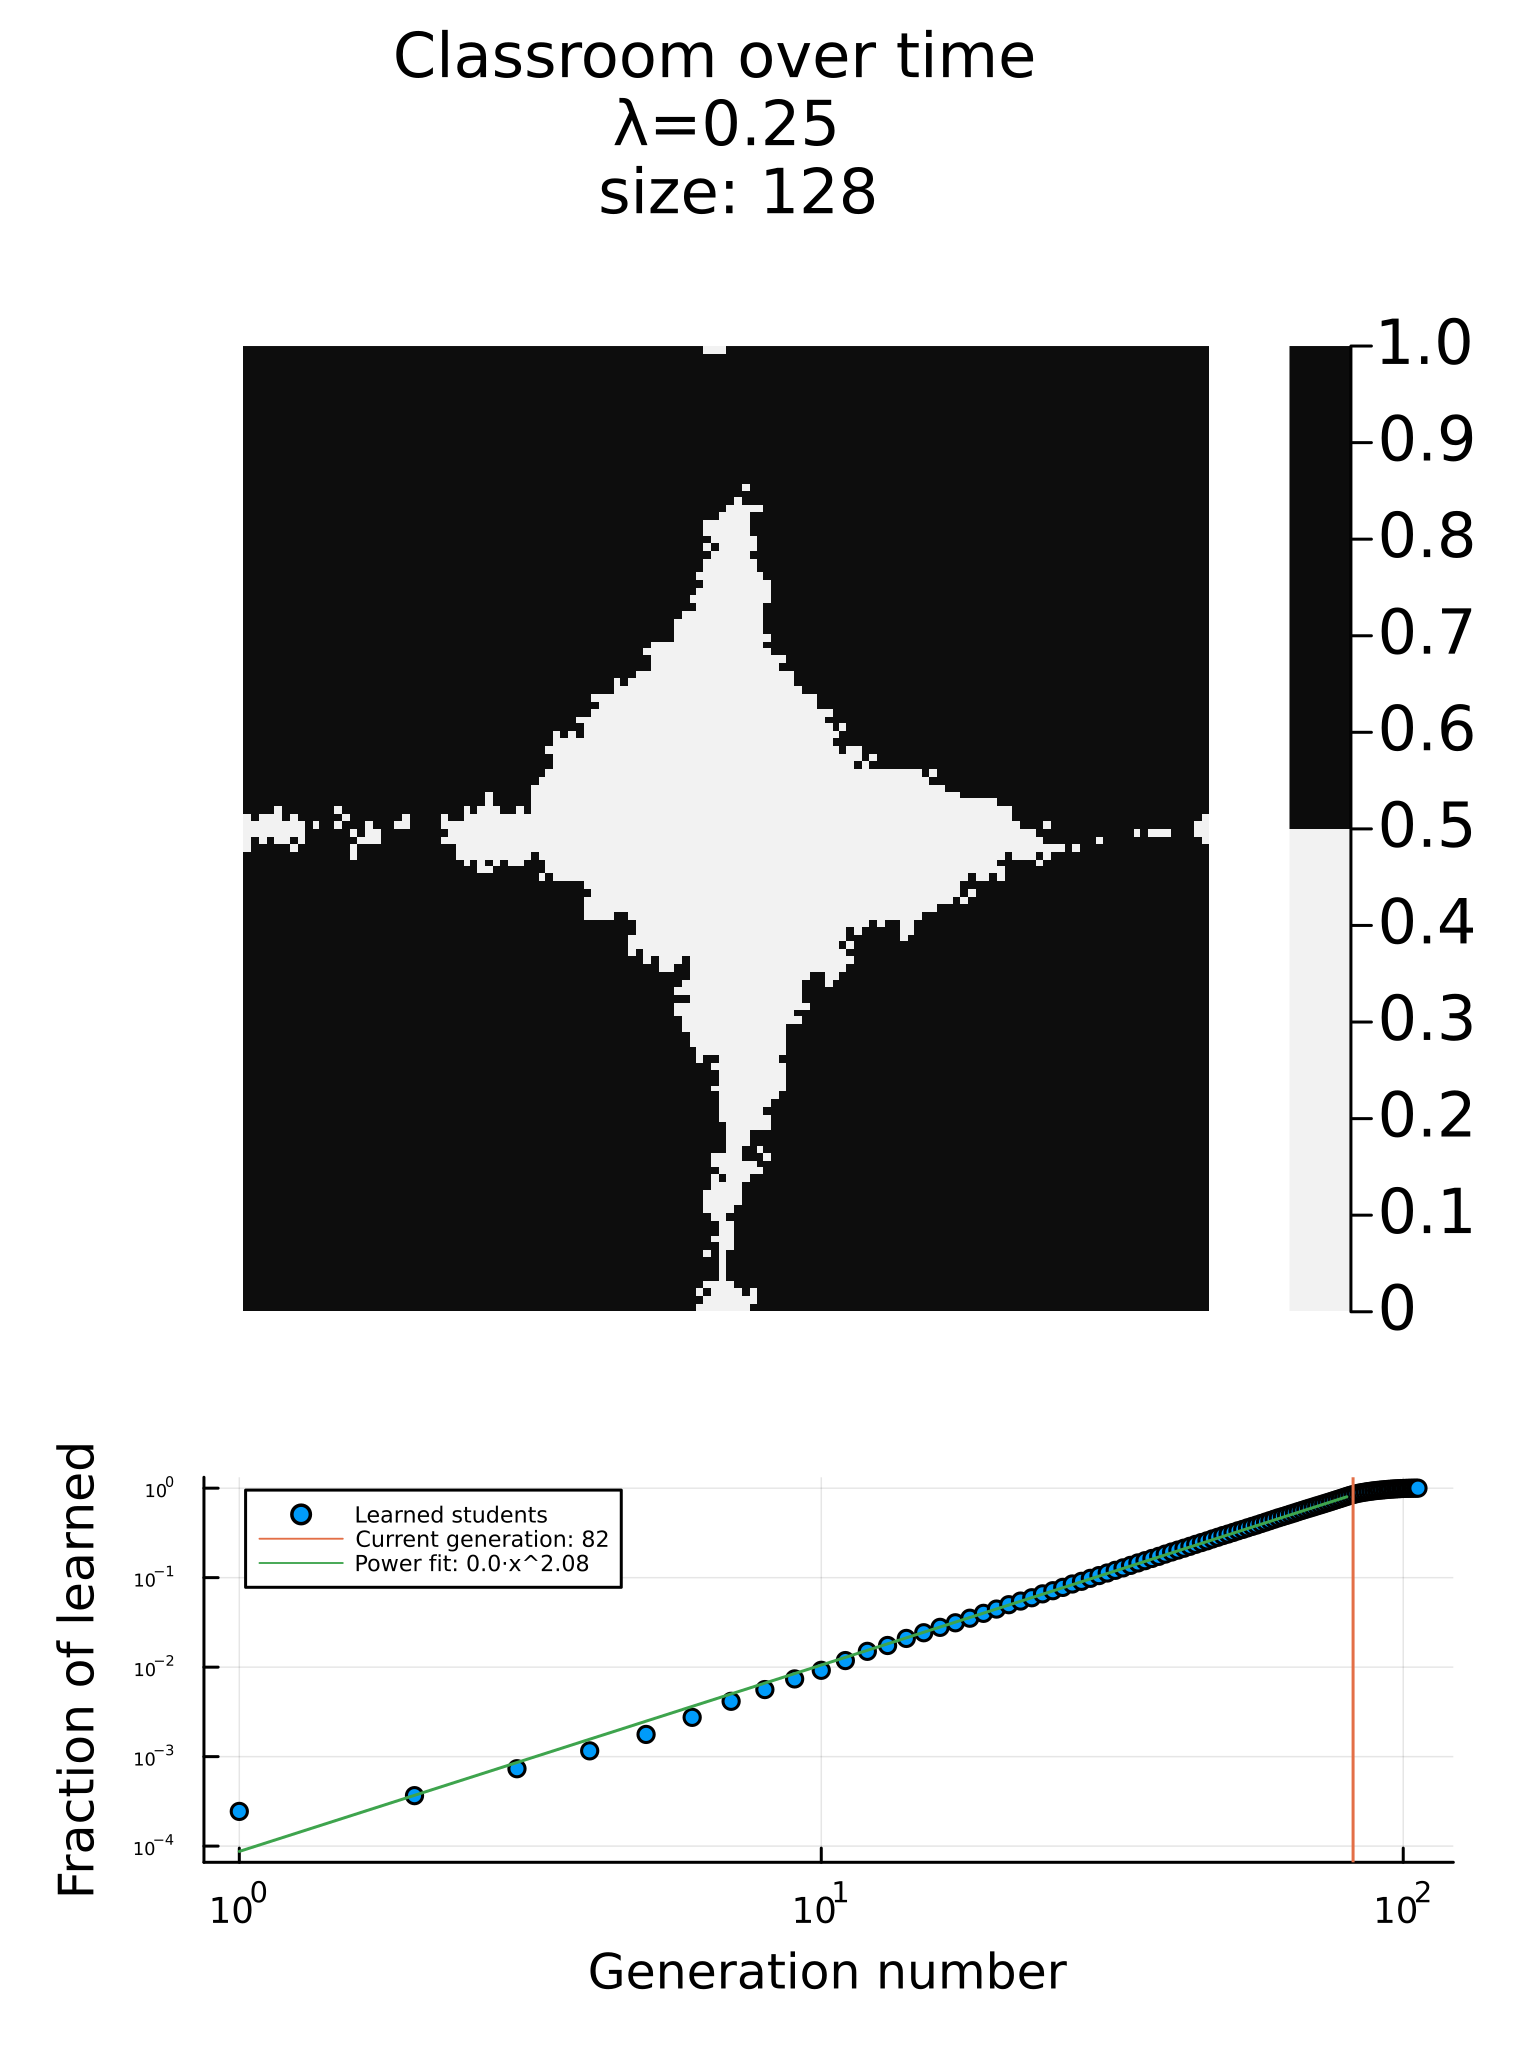 Classroom over time
λ=0.25
size: 128
1.0
0.9
0.8
0.7
0.6
0.5
0.4
0.3
0.2
0.1
0
Fraction of learned
10^0
10^-1
10^-2
10^-3
10^-4
Learned students
Current generation: 82
Power fit: 0.0·x^2.08
10^0
10^1
10^2
Generation number